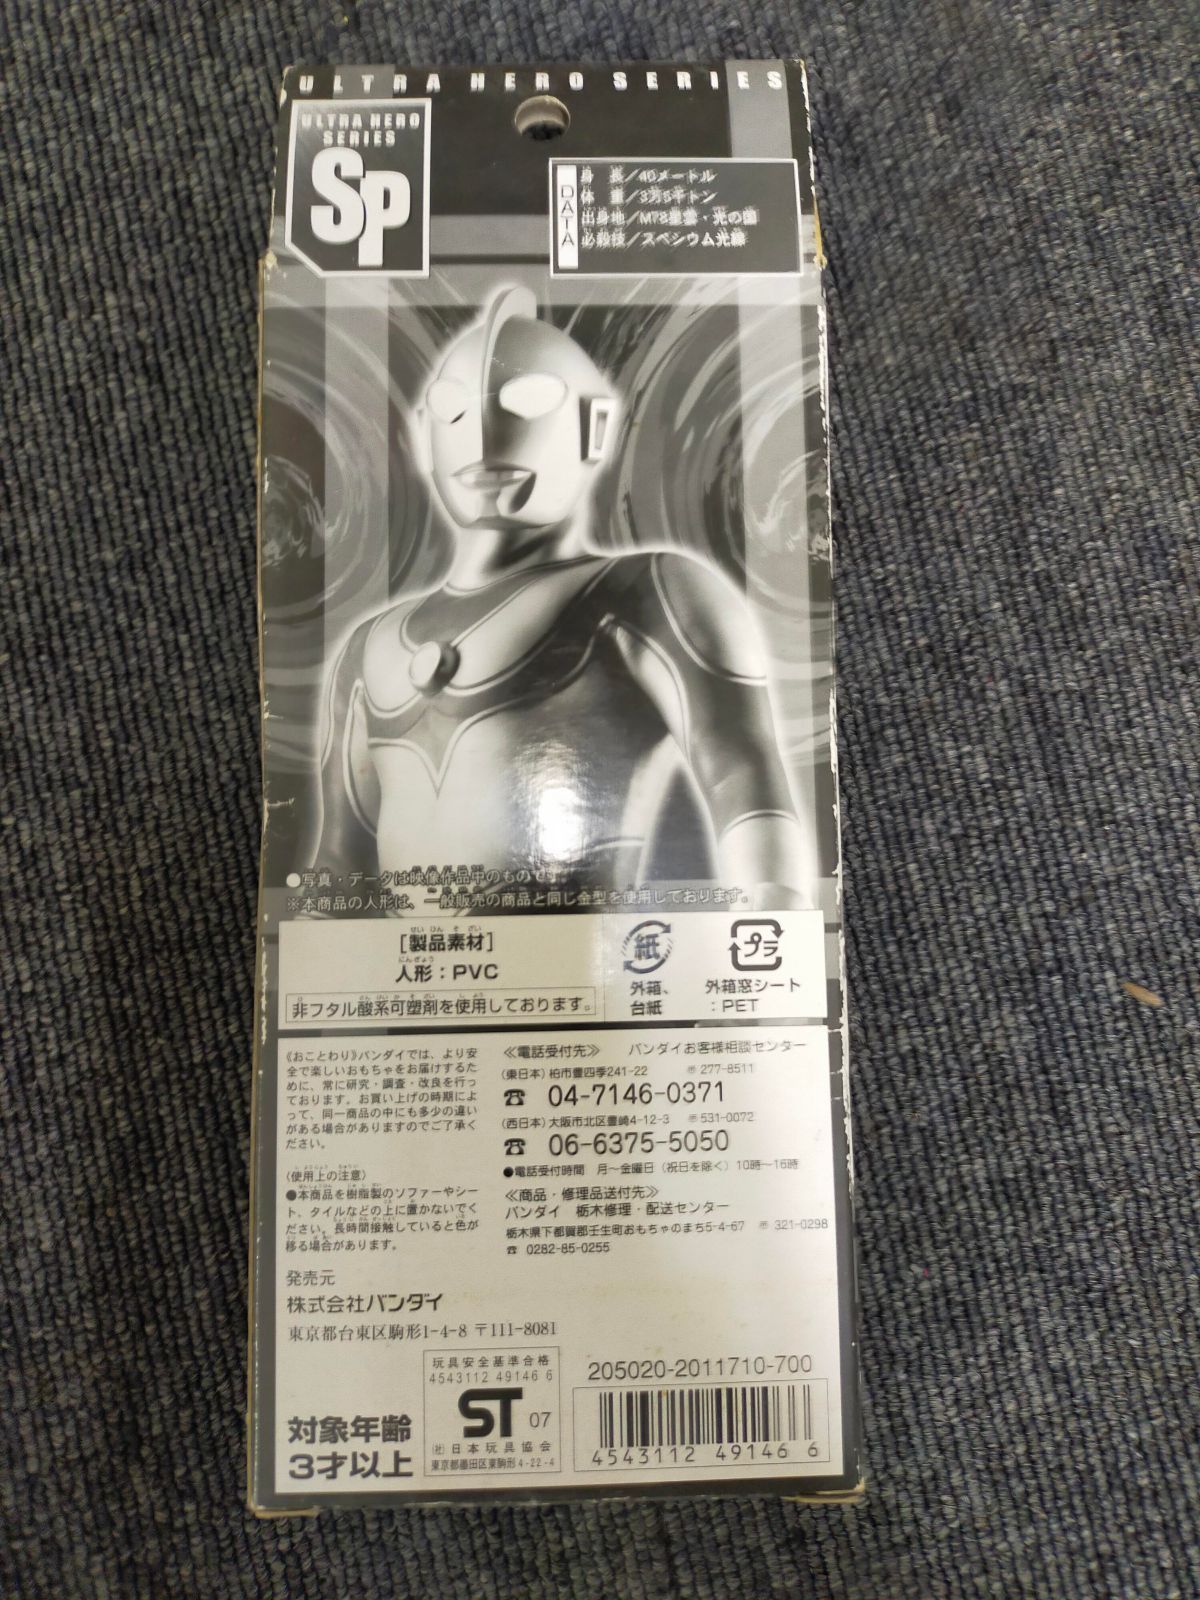 ULTRA HERO SERIES
ULTRA HERO
SERIES
SP
DATA
身 長／40メートル
体 重／3万5千トン
出身地／M78星雲・光の国
必殺技／スペシウム光線
●写真・データは映像作品中のものです。
※本商品の人形は、一般販売の商品と同じ金型を使用しております。
[製品素材]
人形：PVC
非フタル酸系可塑剤を使用しております。
紙
外箱、
台紙
プラ
外箱窓シート
：PET
《おことわり》バンダイでは、より安
全で楽しいおもちゃをお届けするた
めに、常に研究・調査・改良を行っ
ております。お買い上げの時期によ
って、同一商品の中にも多少の違い
がある場合がありますのでご了承く
ださい。
(使用上の注意)
●本商品を樹脂製のソファーやシー
ト、タイルなどの上に置かないでく
ださい。長時間接触していると色が
移る場合があります。
≪電話受付先≫ バンダイお客様相談センター
(東日本) 柏市豊四季241-22 〒277-8511
☎ 04-7146-0371
(西日本) 大阪市北区豊崎4-12-3 〒531-0072
☎ 06-6375-5050
●電話受付時間 月～金曜日（祝日を除く）10時～16時
≪商品・修理品送付先≫
バンダイ 栃木修理・配送センター
栃木県下都賀郡壬生町おもちゃのまち5-4-67 〒321-0298
☎ 0282-85-0255
発売元
株式会社バンダイ
東京都台東区駒形1-4-8 〒111-8081
対象年齢
3才以上
玩具安全基準合格
4543112 49146 6
ST 07
(社)日本玩具協会
東京都墨田区東駒形4-22-4
205020-2011710-700
4543112 491466